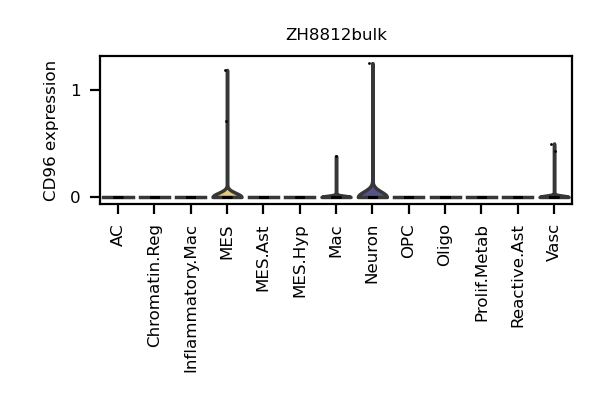 ZH8812bulk
CD96 expression
1
0
AC
Chromatin.Reg
Inflammatory.Mac
MES
MES.Ast
MES.Hyp
Mac
Neuron
OPC
Oligo
Prolif.Metab
Reactive.Ast
Vasc